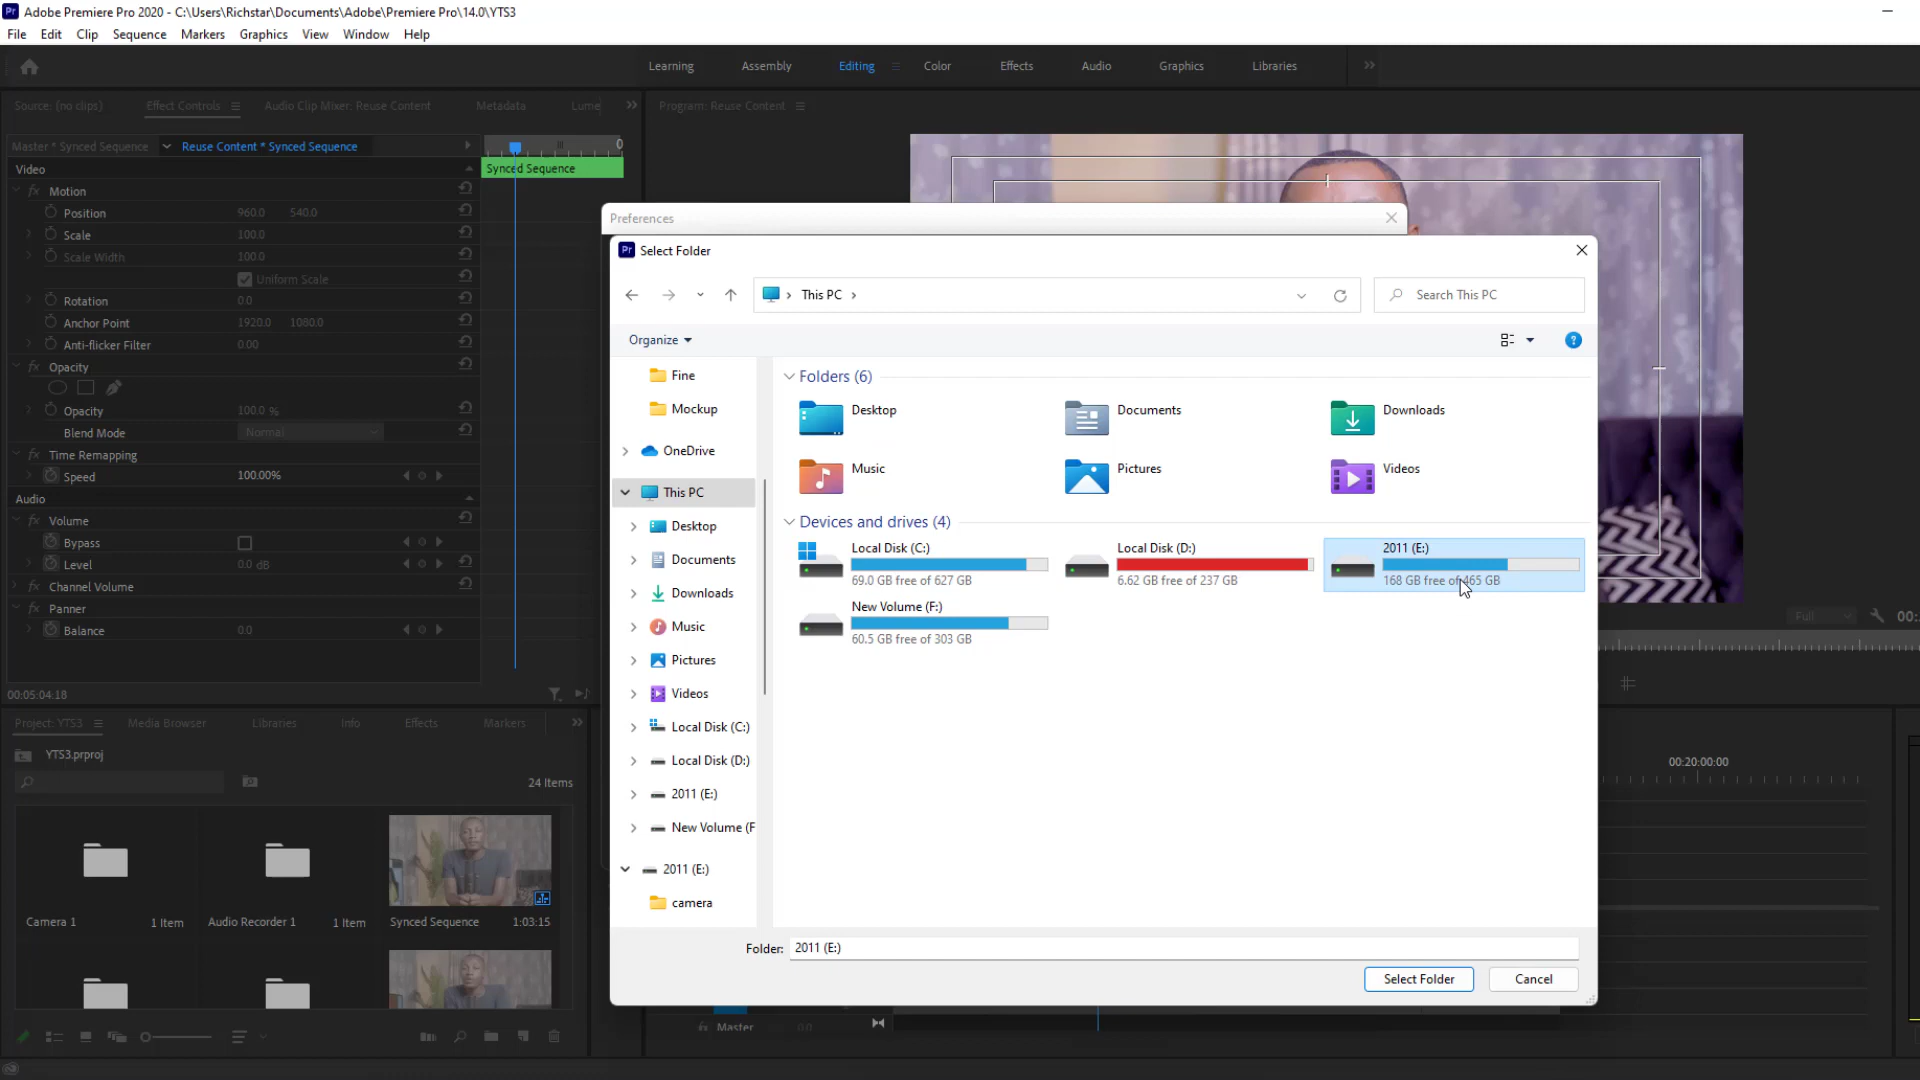 Adobe Premiere Pro 2020 - C:\Users\Richstar\Documents\Adobe\Premiere Pro\14.0\YTS3
File Edit Clip Sequence Markers Graphics View Window Help
Learning Assembly Editing Color Effects Audio Graphics Libraries
Source: (no clips) Effect Controls Audio Clip Mixer: Reuse Content Metadata Lume
Program: Reuse Content
Master * Synced Sequence Reuse Content * Synced Sequence
Video
Synced Sequence
fx Motion
Position 960.0 540.0
Scale 100.0
Scale Width 100.0
Uniform Scale
Rotation 0.0
Anchor Point 1920.0 1080.0
Anti-flicker Filter 0.00
fx Opacity
Opacity 100.0 %
Blend Mode Normal
fx Time Remapping
Speed 100.00%
Audio
fx Volume
Bypass
Level 0.0 dB
Channel Volume
fx Panner
Balance 0.0
00:05:04:18
Project: YTS3 Media Browser Libraries Info Effects Markers
YTS3.prproj
24 Items
Camera 1 1 Item
Audio Recorder 1 1 Item
Synced Sequence 1:03:15
Preferences
Pr Select Folder
This PC
Search This PC
Organize
Fine
Mockup
OneDrive
This PC
Desktop
Documents
Downloads
Music
Pictures
Videos
Local Disk (C:)
Local Disk (D:)
2011 (E:)
New Volume (F
2011 (E:)
camera
Folders (6)
Desktop
Documents
Downloads
Music
Pictures
Videos
Devices and drives (4)
Local Disk (C:)
69.0 GB free of 627 GB
Local Disk (D:)
6.62 GB free of 237 GB
2011 (E:)
168 GB free of 465 GB
New Volume (F:)
60.5 GB free of 303 GB
Folder: 2011 (E:)
Select Folder Cancel
Full
00:20:00:00
fx Master 0.0